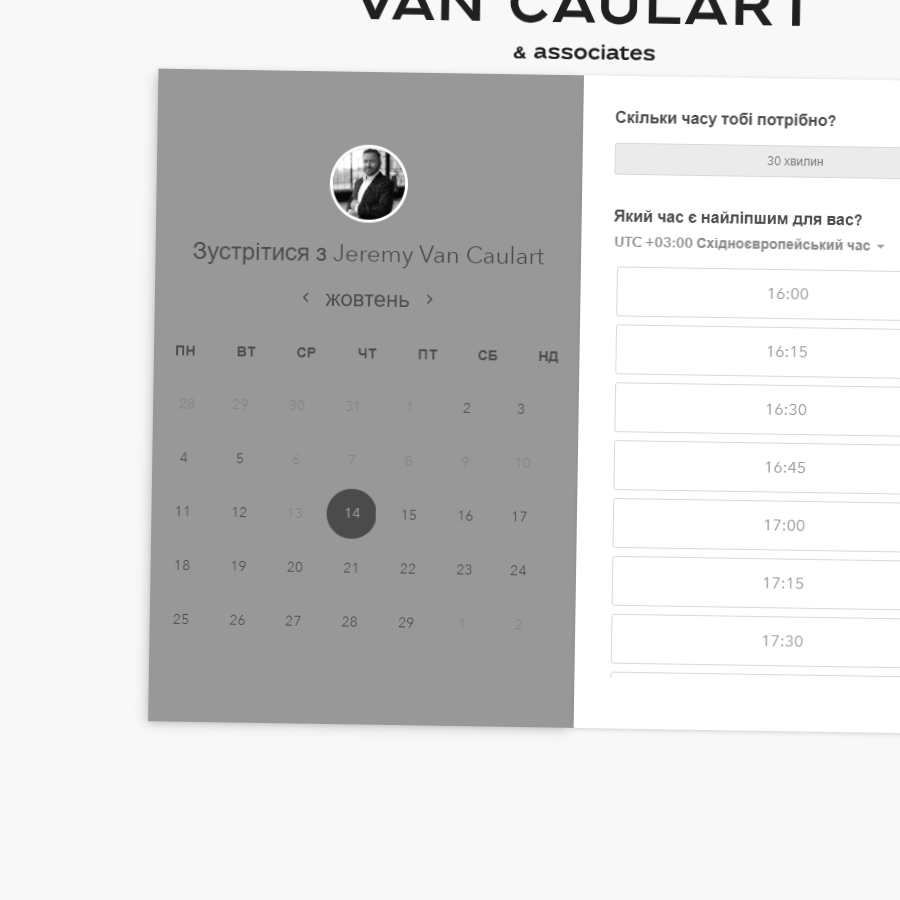 VAN CAULART
& associates
Зустрітися з Jeremy Van Caulart
жовтень
ПН ВТ СР ЧТ ПТ СБ НД
28 29 30 31 1 2 3
4 5 6 7 8 9 10
11 12 13 14 15 16 17
18 19 20 21 22 23 24
25 26 27 28 29 1 2
Скільки часу тобі потрібно?
30 хвилин
Який час є найліпшим для вас?
UTC +03:00 Східноєвропейський час
16:00
16:15
16:30
16:45
17:00
17:15
17:30